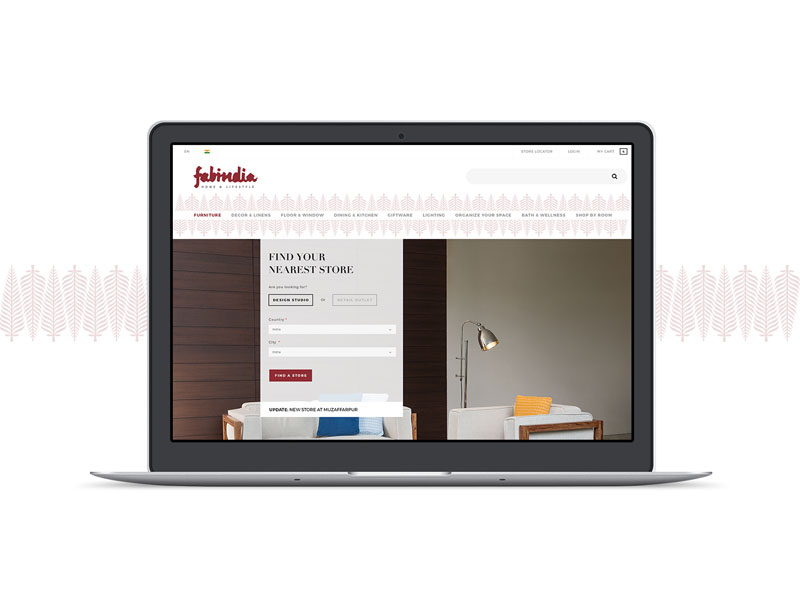 EN
STORE LOCATOR LOGIN MY CART
fabindia
HOME & LIFESTYLE
FURNITURE DECOR & LINENS FLOOR & WINDOW DINING & KITCHEN GIFTWARE LIGHTING ORGANIZE YOUR SPACE BATH & WELLNESS SHOP BY ROOM
FIND YOUR
NEAREST STORE
Are you looking for?
DESIGN STUDIO or RETAIL OUTLET
Country *
India
City *
India
FIND A STORE
UPDATE: NEW STORE AT MUZAFFARPUR